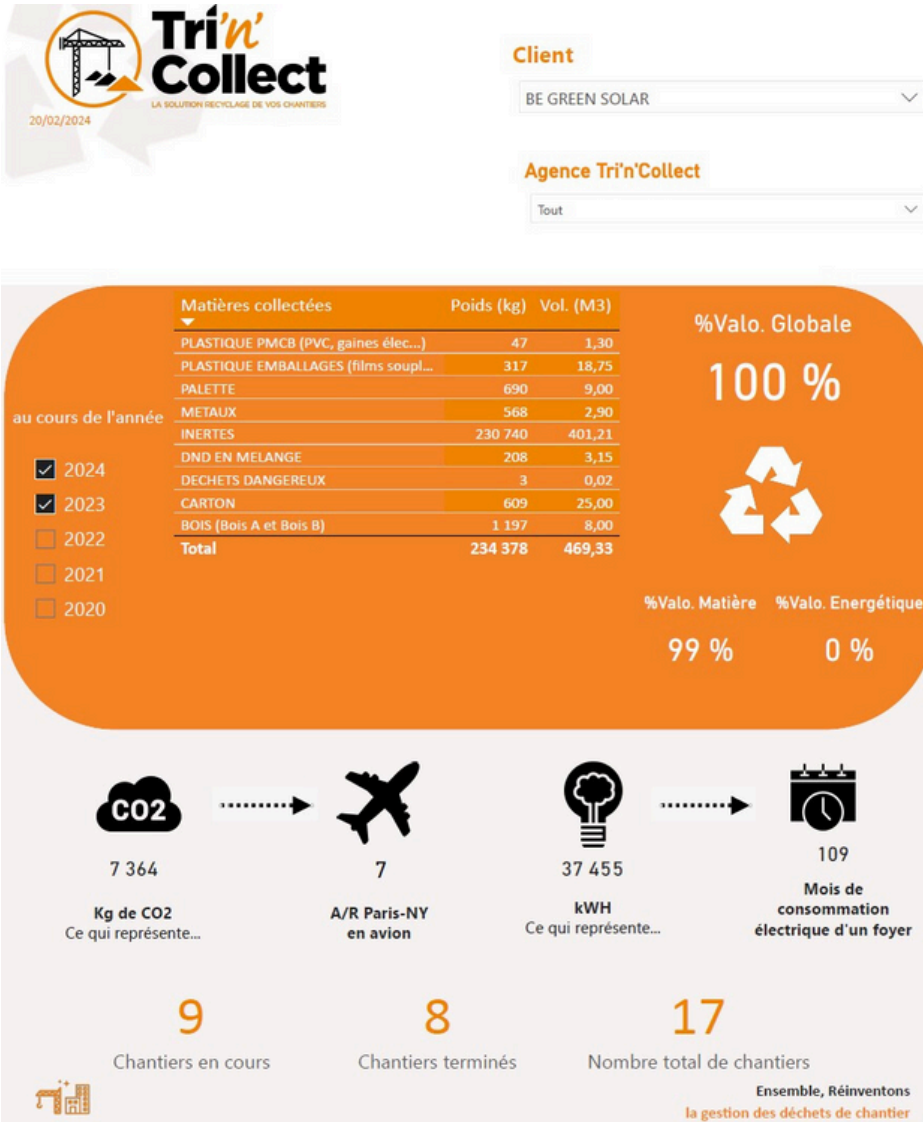 Tri'n'
Collect
LA SOLUTION RECYCLAGE DE VOS CHANTIERS
20/02/2024
Client
BE GREEN SOLAR
Agence Tri'n'Collect
Tout
Matières collectées Poids (kg) Vol. (M3)
PLASTIQUE PMCB (PVC, gaines élec...) 47 1,30
PLASTIQUE EMBALLAGES (films soupl... 317 18,75
PALETTE 690 9,00
METAUX 568 2,90
INERTES 230 740 401,21
DND EN MELANGE 208 3,15
DECHETS DANGEREUX 3 0,02
CARTON 609 25,00
BOIS (Bois A et Bois B) 1 197 8,00
Total 234 378 469,33
au cours de l'année
2024
2023
2022
2021
2020
%Valo. Globale
100 %
%Valo. Matière %Valo. Energétique
99 % 0 %
CO2
7 364
Kg de CO2
Ce qui représente...
7
A/R Paris-NY
en avion
37 455
kWH
Ce qui représente...
109
Mois de
consommation
électrique d'un foyer
9
Chantiers en cours
8
Chantiers terminés
17
Nombre total de chantiers
Ensemble, Réinventons
la gestion des déchets de chantier